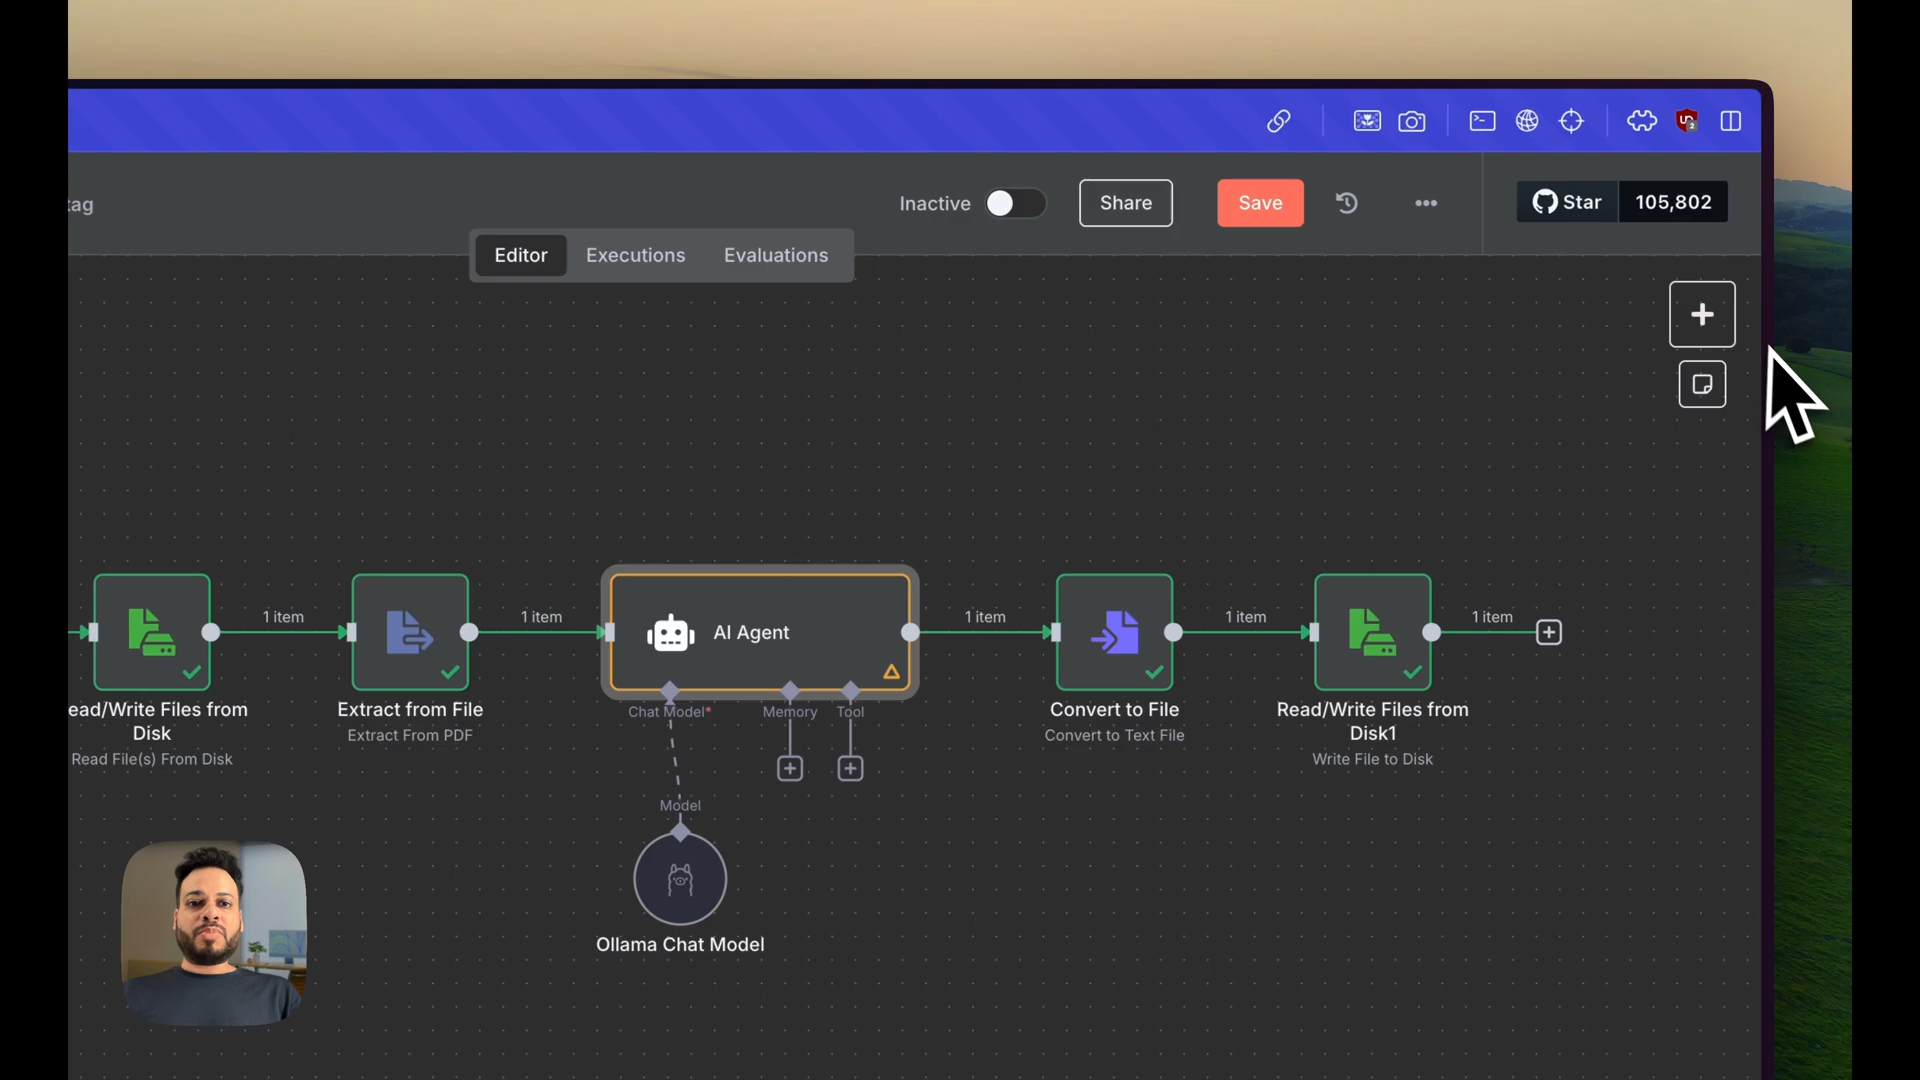 tag
Inactive
Share
Save
Star
105,802
Editor
Executions
Evaluations
1 item
1 item
AI Agent
1 item
1 item
1 item
Chat Model*
Memory
Tool
ead/Write Files from
Disk
Read File(s) From Disk
Extract from File
Extract From PDF
Convert to File
Convert to Text File
Read/Write Files from
Disk1
Write File to Disk
Model
Ollama Chat Model